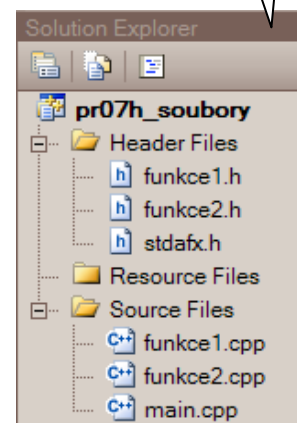 Solution Explorer
pr07h_soubory
Header Files
funkce1.h
funkce2.h
stdafx.h
Resource Files
Source Files
funkce1.cpp
funkce2.cpp
main.cpp